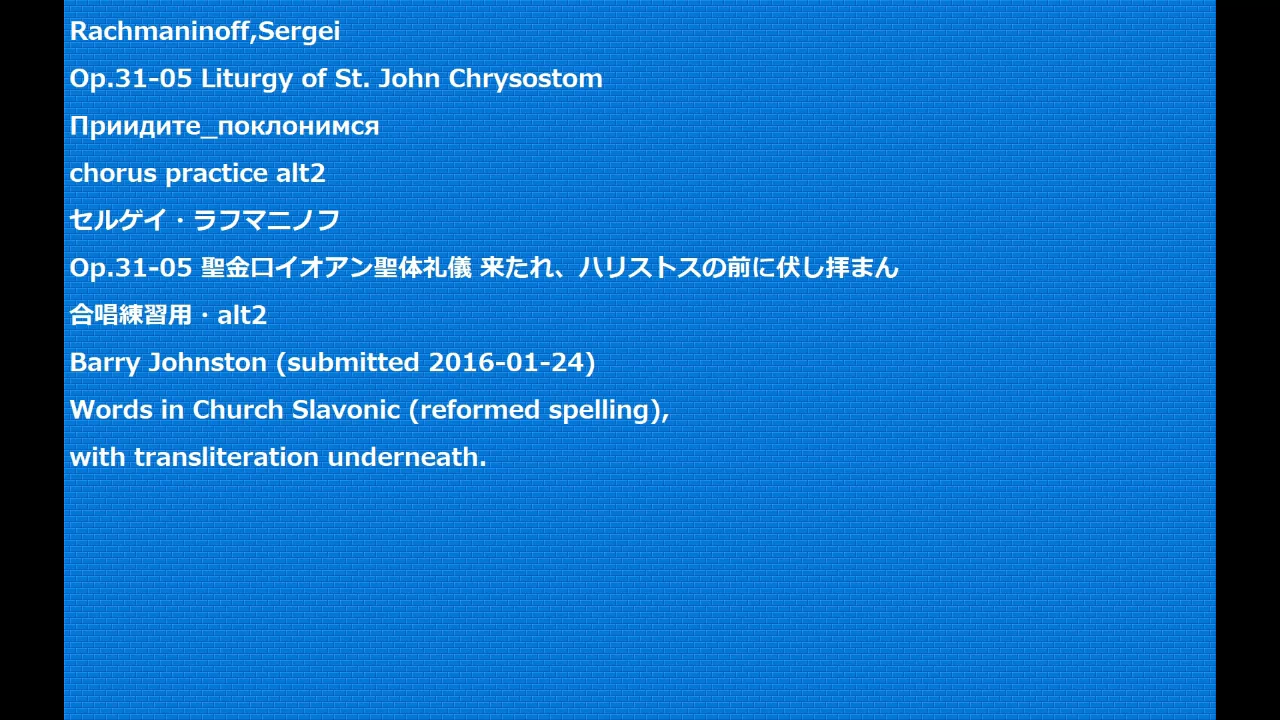 Rachmaninoff,Sergei
Op.31-05 Liturgy of St. John Chrysostom
Приидите_поклонимся
chorus practice alt2
セルゲイ・ラフマニノフ
Op.31-05 聖金口イオアン聖体礼儀 来たれ、ハリストスの前に伏し拝まん
合唱練習用・alt2
Barry Johnston (submitted 2016-01-24)
Words in Church Slavonic (reformed spelling),
with transliteration underneath.